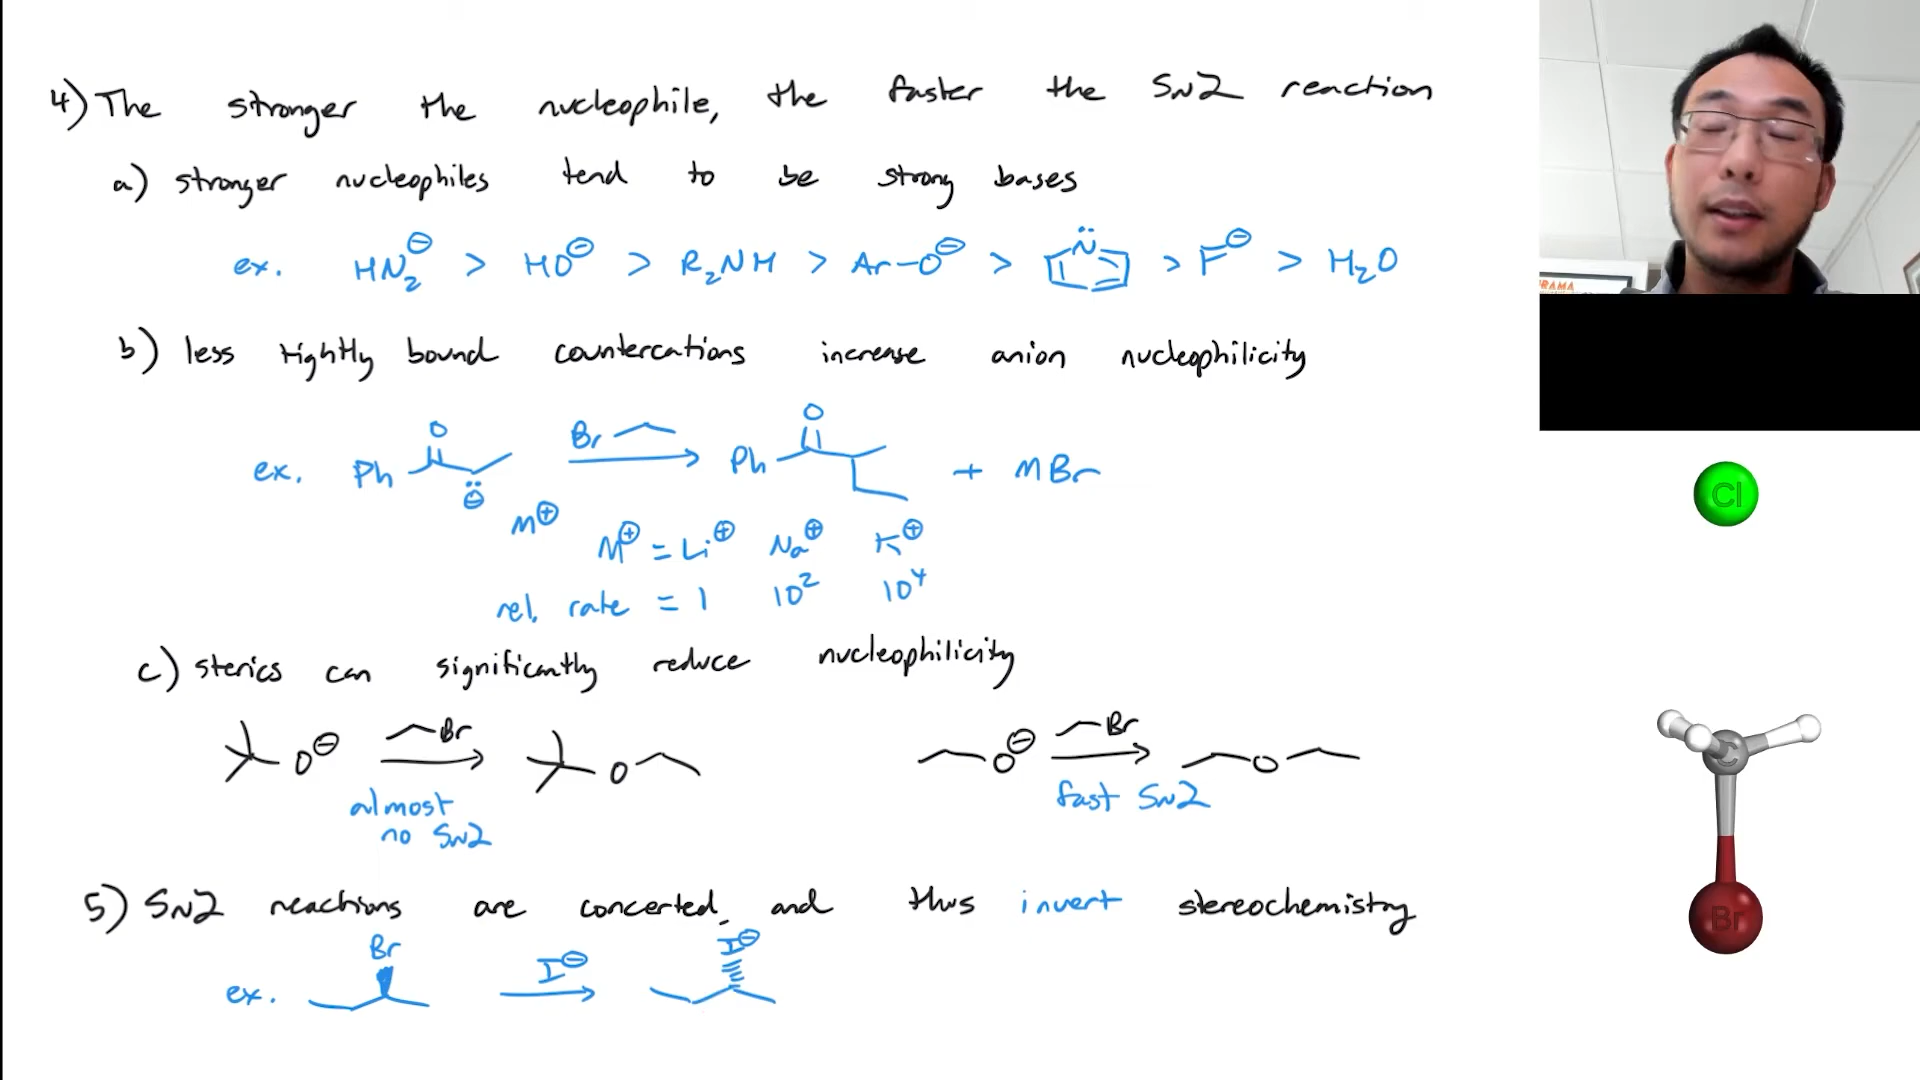 4) The stronger the nucleophile, the faster the SN2 reaction
a) stronger nucleophiles tend to be strong bases
ex. HN₂⊖ > HO⊖ > R₂NH > Ar-O⊖ > N̈ > F⊖ > H₂O
b) less tightly bound countercations increase anion nucleophilicity
ex. Ph O ⊖ M⊕ Br Ph O + MBr
M⊕ = Li⊕ Na⊕ K⊕
rel. rate = 1 10² 10⁴
c) sterics can significantly reduce nucleophilicity
O⊖ Br O O⊖ Br O
almost no SN2 fast SN2
5) SN2 reactions are concerted, and thus invert stereochemistry
ex. Br I⊖ I⊖
RAMA
Cl
C
Br